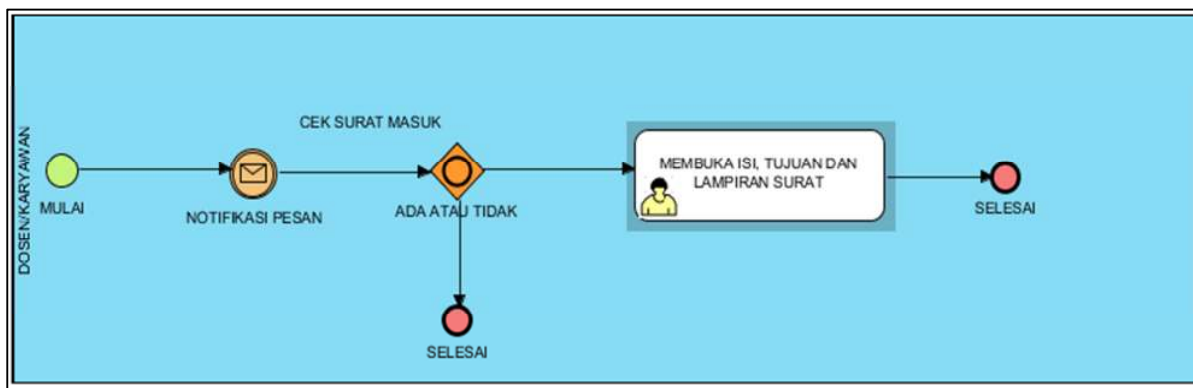 DOSEN/KARYAWAN
MULAI
NOTIFIKASI PESAN
CEK SURAT MASUK
ADA ATAU TIDAK
SELESAI
MEMBUKA ISI, TUJUAN DAN
LAMPIRAN SURAT
SELESAI